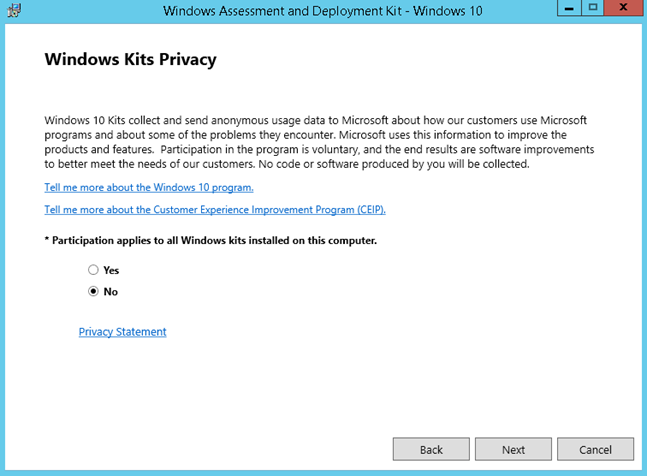 Windows Assessment and Deployment Kit - Windows 10
Windows Kits Privacy
Windows 10 Kits collect and send anonymous usage data to Microsoft about how our customers use Microsoft
programs and about some of the problems they encounter. Microsoft uses this information to improve the
products and features.  Participation in the program is voluntary, and the end results are software improvements
to better meet the needs of our customers. No code or software produced by you will be collected.
Tell me more about the Windows 10 program.
Tell me more about the Customer Experience Improvement Program (CEIP).
* Participation applies to all Windows kits installed on this computer.
Yes
No
Privacy Statement
Back Next Cancel